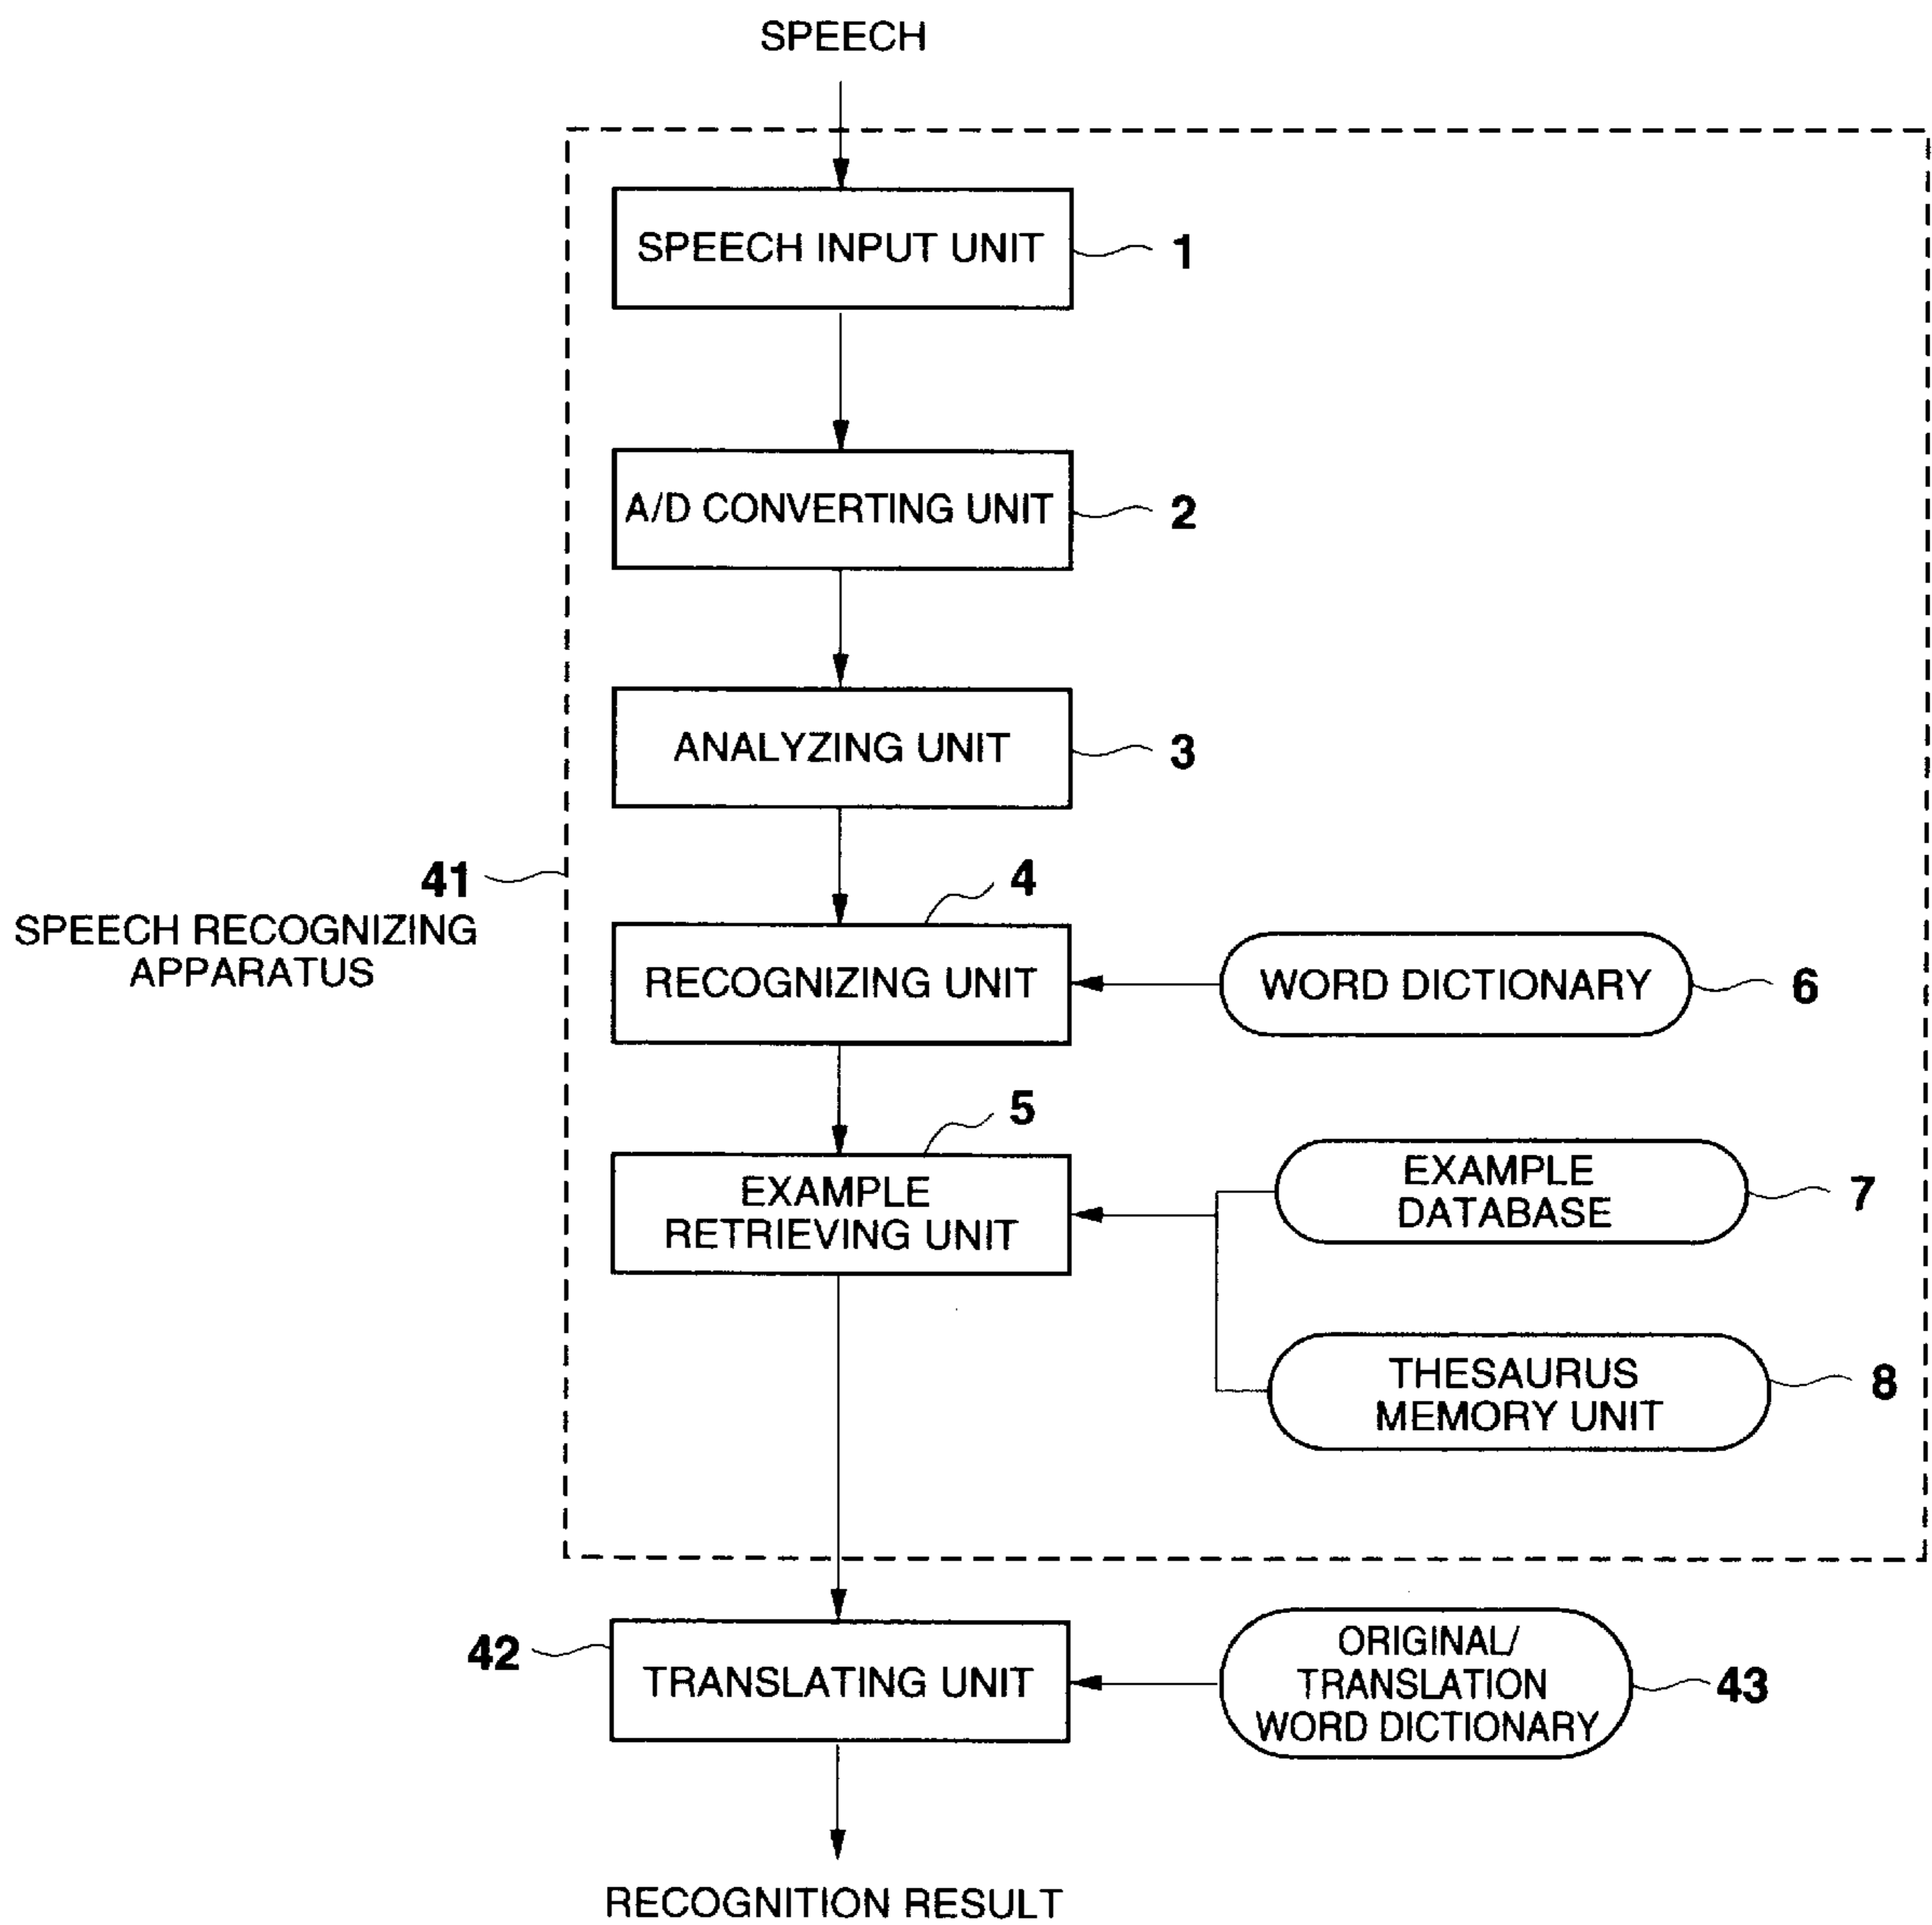 SPEECH
SPEECH INPUT UNIT
1
A/D CONVERTING UNIT
2
ANALYZING UNIT
3
41
SPEECH RECOGNIZING
APPARATUS
4
RECOGNIZING UNIT
WORD DICTIONARY
6
5
EXAMPLE
RETRIEVING UNIT
EXAMPLE
DATABASE
7
THESAURUS
MEMORY UNIT
8
42
TRANSLATING UNIT
ORIGINAL/
TRANSLATION
WORD DICTIONARY
43
RECOGNITION RESULT